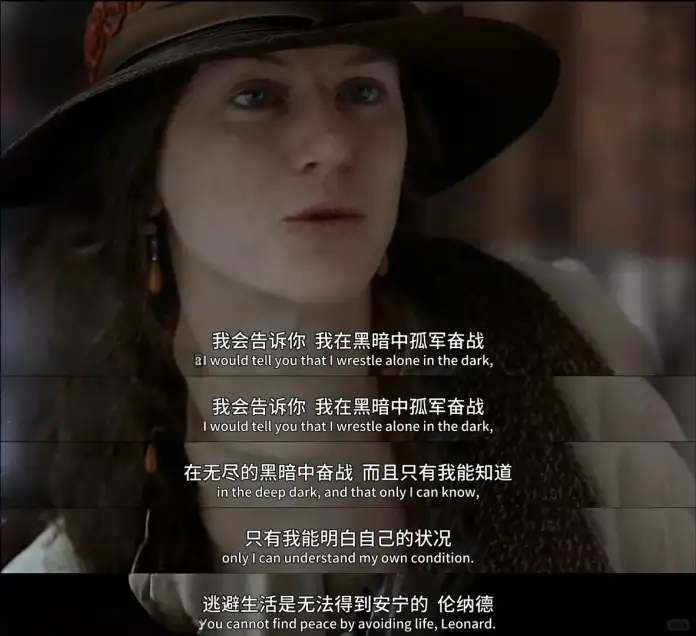 我会告诉你 我在黑暗中孤军奋战
I would tell you that I wrestle alone in the dark,
我会告诉你 我在黑暗中孤军奋战
I would tell you that I wrestle alone in the dark,
在无尽的黑暗中奋战 而且只有我能知道
in the deep dark, and that only I can know,
只有我能明白自己的状况
only I can understand my own condition.
逃避生活是无法得到安宁的 伦纳德
You cannot find peace by avoiding life, Leonard.